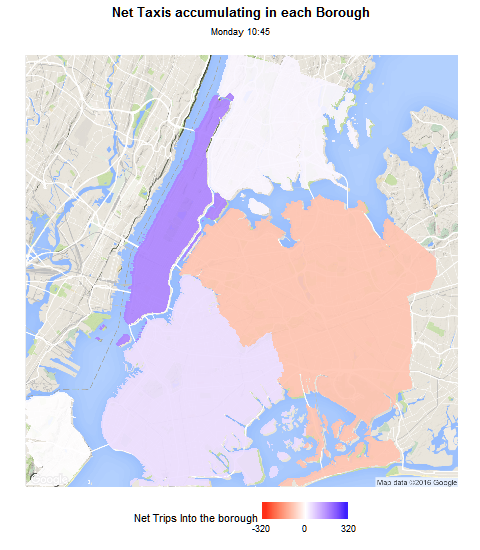 Net Taxis accumulating in each Borough
Monday 10:45
Map data ©2016 Google
Net Trips Into the borough
-320 0 320